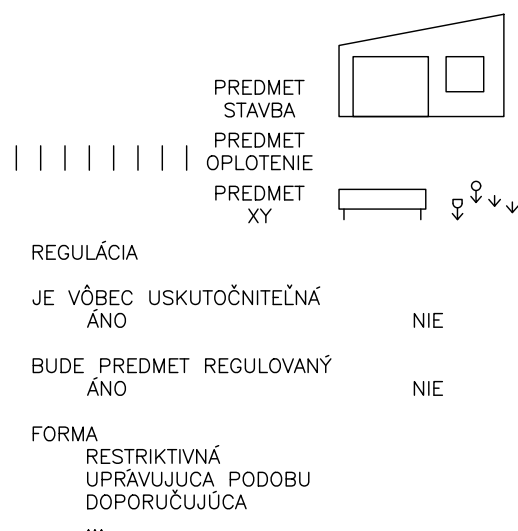 PREDMET
STAVBA
PREDMET
OPLOTENIE
PREDMET
XY
REGULÁCIA
JE VÔBEC USKUTOČNITEĽNÁ
ÁNO NIE
BUDE PREDMET REGULOVANÝ
ÁNO NIE
FORMA
RESTRIKTIVNÁ
UPRÁVUJUCA PODOBU
DOPORUČUJÚCA
...